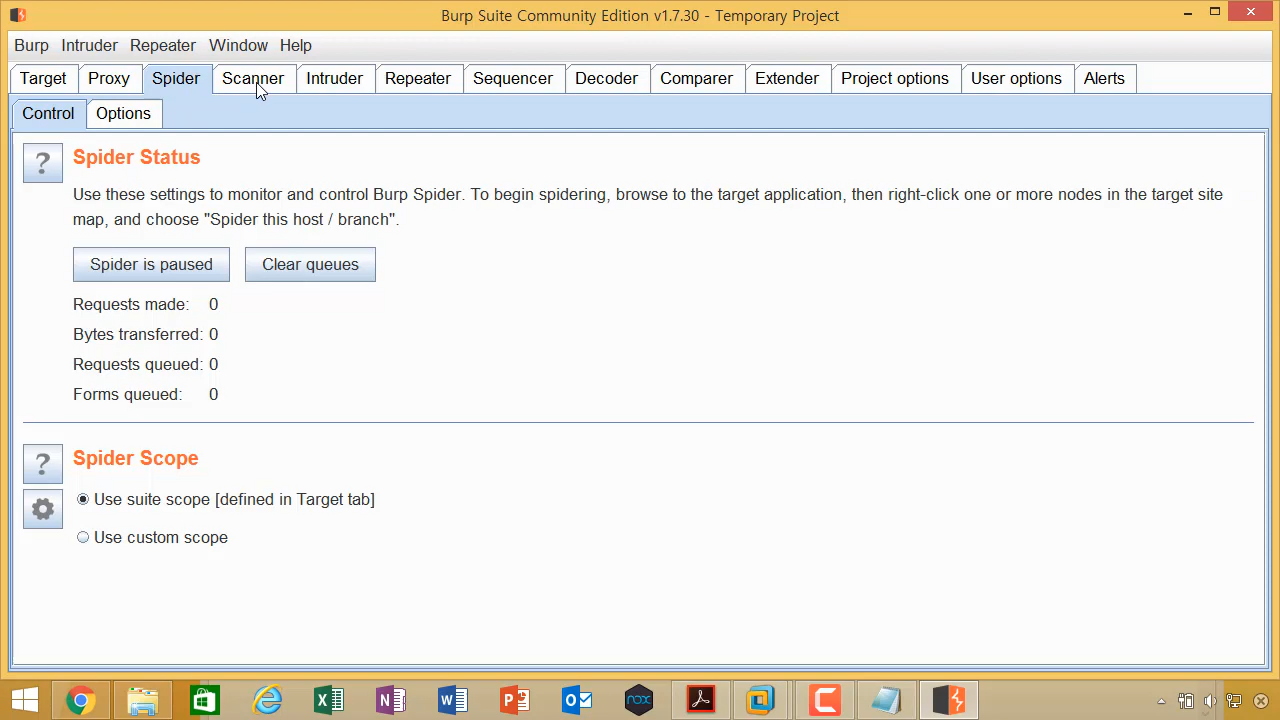 Burp Suite Community Edition v1.7.30 - Temporary Project
Burp Intruder Repeater Window Help
Target Proxy Spider Scanner Intruder Repeater Sequencer Decoder Comparer Extender Project options User options Alerts
Control Options
? Spider Status
Use these settings to monitor and control Burp Spider. To begin spidering, browse to the target application, then right-click one or more nodes in the target site
map, and choose "Spider this host / branch".
Spider is paused Clear queues
Requests made: 0
Bytes transferred: 0
Requests queued: 0
Forms queued: 0
? Spider Scope
Use suite scope [defined in Target tab]
Use custom scope
nox